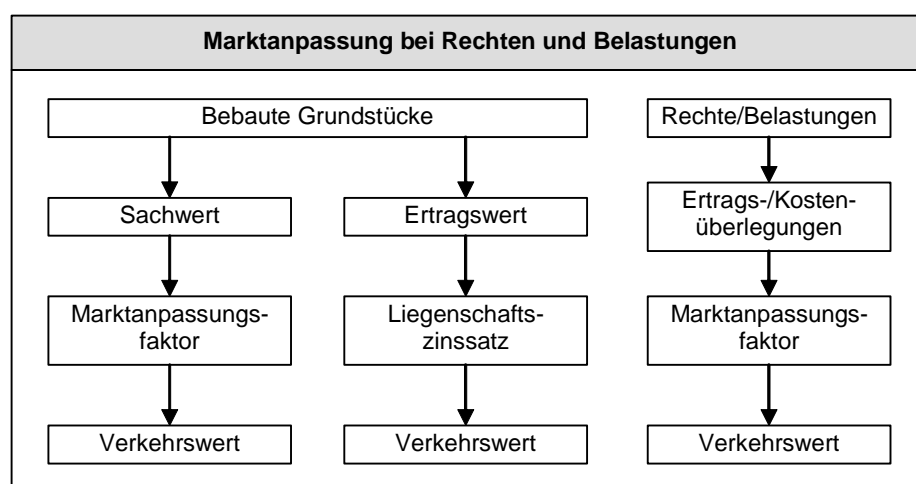 Marktanpassung bei Rechten und Belastungen
Bebaute Grundstücke
Rechte/Belastungen
Sachwert
Ertragswert
Ertrags-/Kosten-
überlegungen
Marktanpassungs-
faktor
Liegenschafts-
zinssatz
Marktanpassungs-
faktor
Verkehrswert
Verkehrswert
Verkehrswert